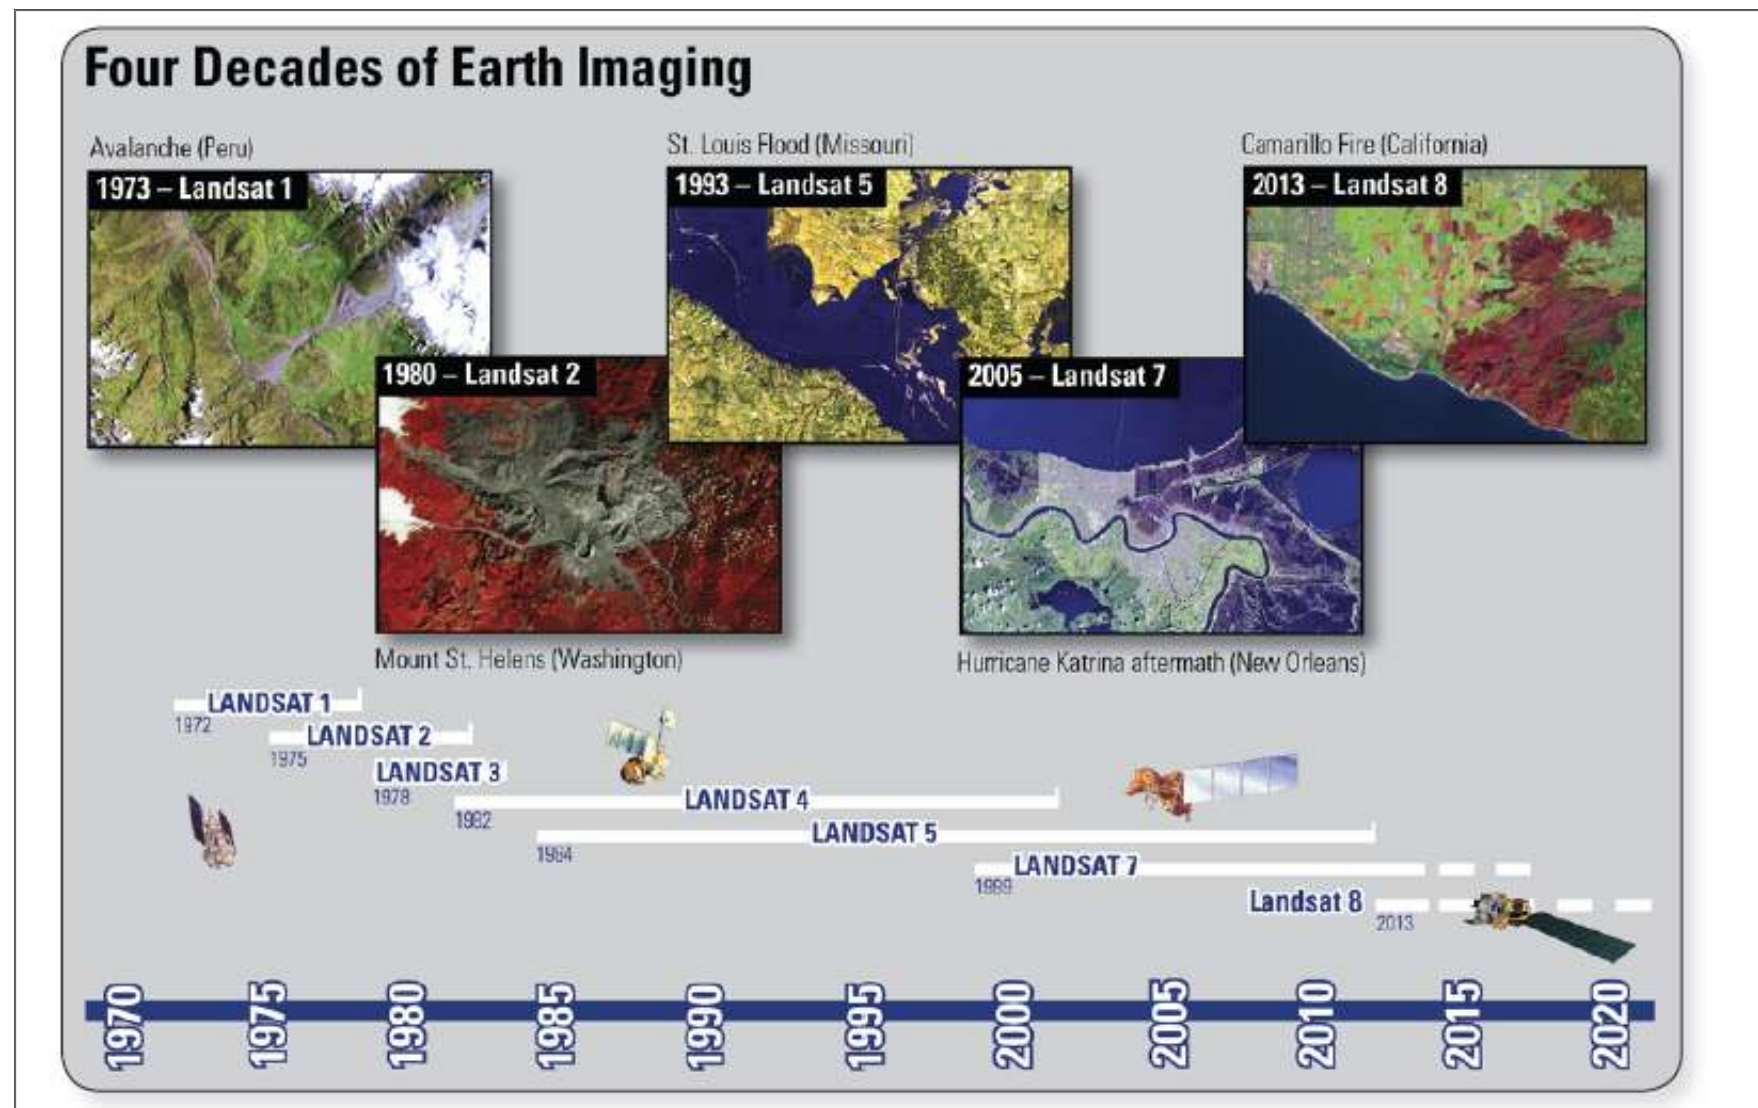 Four Decades of Earth Imaging
Avalanche (Peru)
1973 – Landsat 1
St. Louis Flood (Missouri)
1993 – Landsat 5
Camarillo Fire (California)
2013 – Landsat 8
1980 – Landsat 2
Mount St. Helens (Washington)
2005 – Landsat 7
Hurricane Katrina aftermath (New Orleans)
LANDSAT 1
1972
LANDSAT 2
1975
LANDSAT 3
1978
LANDSAT 4
1982
LANDSAT 5
1984
LANDSAT 7
1999
Landsat 8
2013
1970 1975 1980 1985 1990 1995 2000 2005 2010 2015 2020